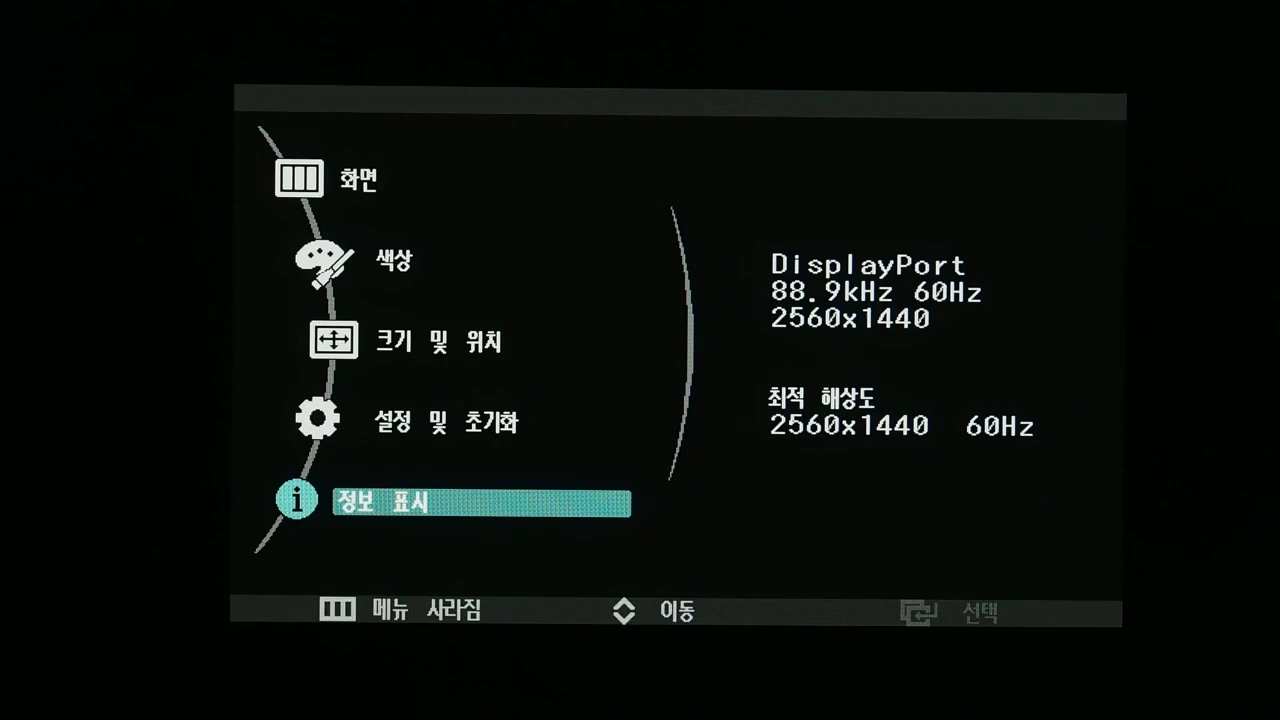 화면
색상
크기 및 위치
설정 및 초기화
정보 표시
DisplayPort
88.9kHz 60Hz
2560x1440
최적 해상도
2560x1440 60Hz
메뉴 사라짐
이동
선택